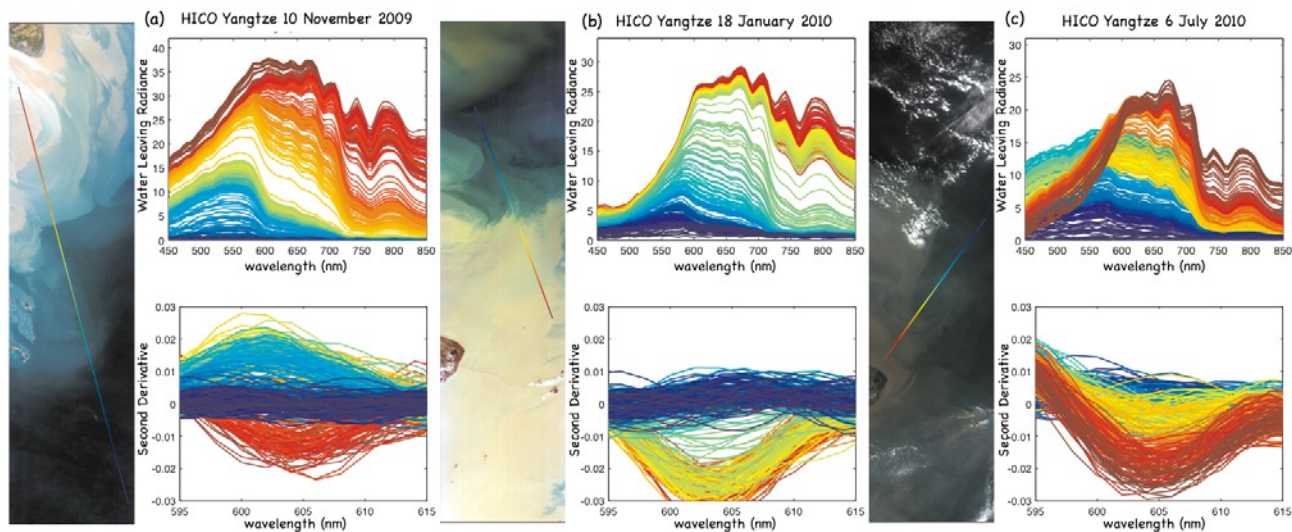 (a) HICO Yangtze 10 November 2009
Water Leaving Radiance
40
35
30
25
20
15
10
5
0
450 500 550 600 650 700 750 800 850
wavelength (nm)
Second Derivative
0.03
0.02
0.01
0
-0.01
-0.02
-0.03
595 600 605 610 615
wavelength (nm)
(b) HICO Yangtze 18 January 2010
Water Leaving Radiance
30
25
20
15
10
5
0
450 500 550 600 650 700 750 800 850
wavelength (nm)
Second Derivative
0.03
0.02
0.01
0
-0.01
-0.02
-0.03
595 600 605 610 615
wavelength (nm)
(c) HICO Yangtze 6 July 2010
Water Leaving Radiance
30
25
20
15
10
5
0
450 500 550 600 650 700 750 800 850
wavelength (nm)
Second Derivative
0.03
0.02
0.01
0
-0.01
-0.02
-0.03
595 600 605 610 615
wavelength (nm)